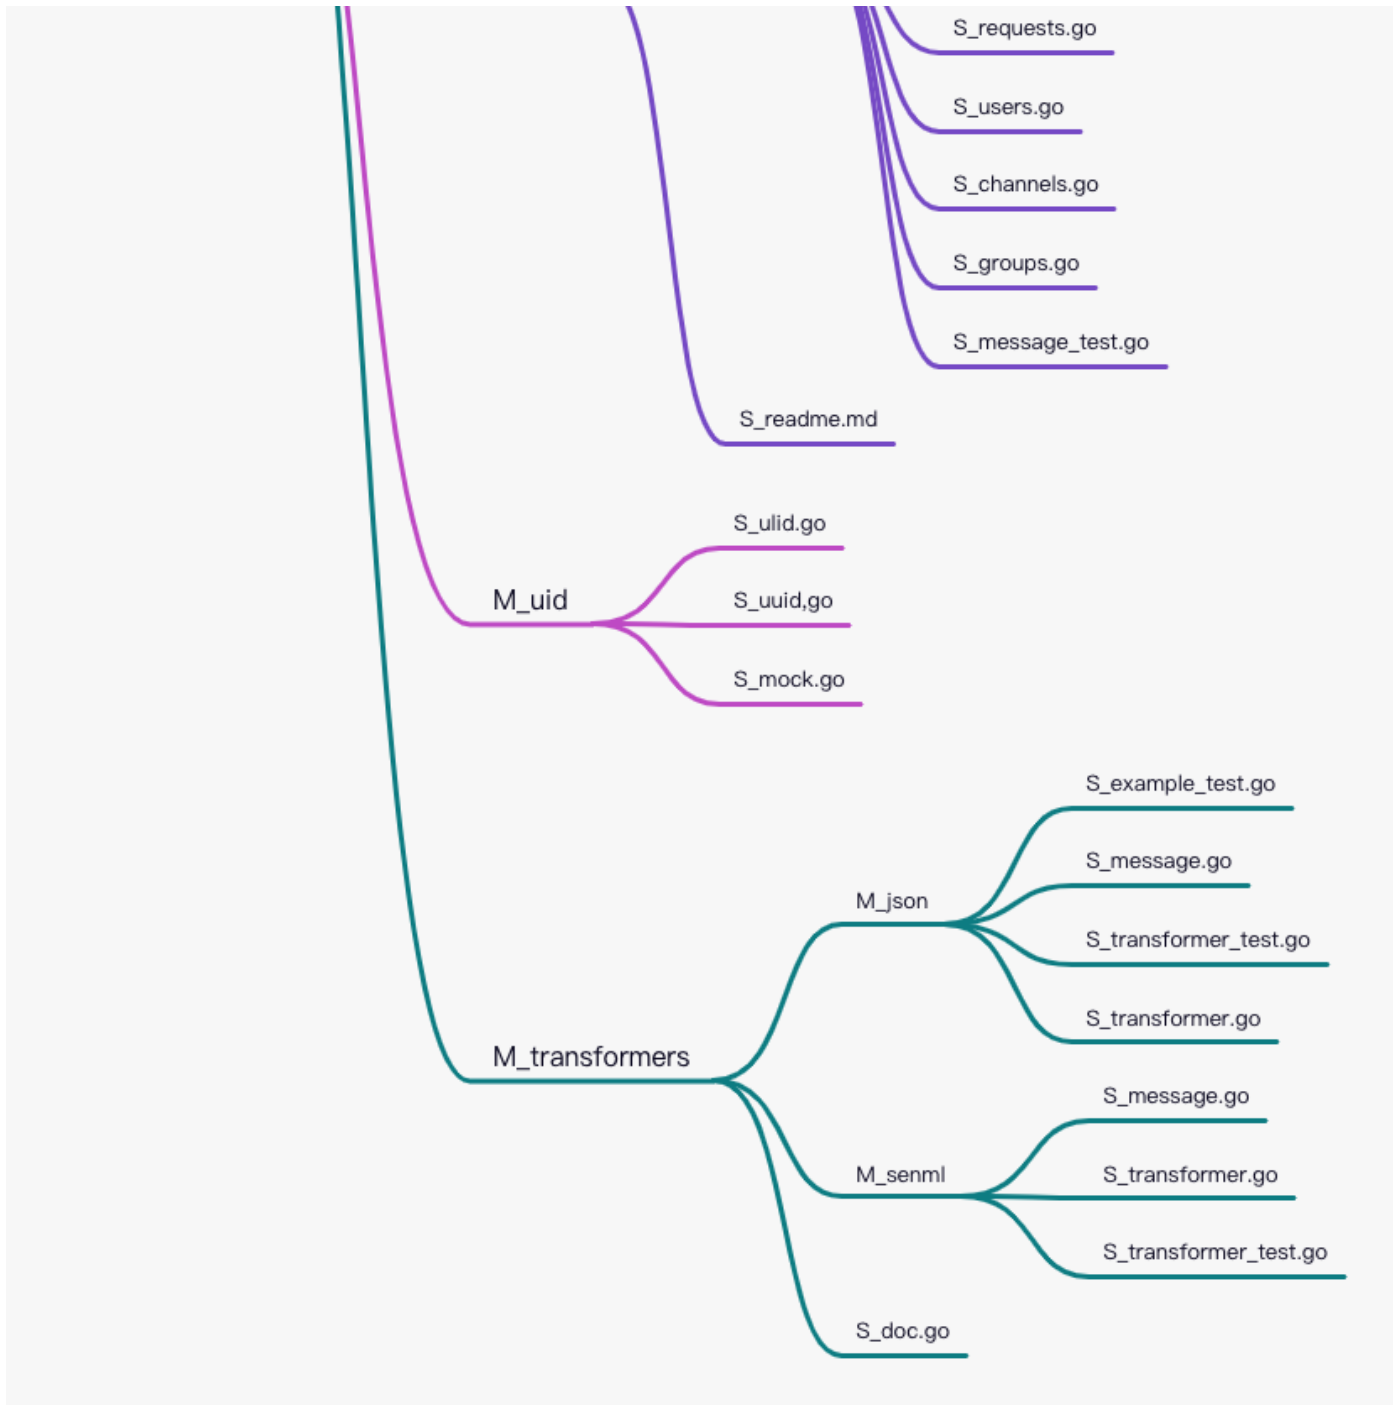 S_requests.go
S_users.go
S_channels.go
S_groups.go
S_message_test.go
S_readme.md
S_ulid.go
M_uid
S_uuid,go
S_mock.go
S_example_test.go
S_message.go
M_json
S_transformer_test.go
S_transformer.go
M_transformers
S_message.go
M_senml
S_transformer.go
S_transformer_test.go
S_doc.go